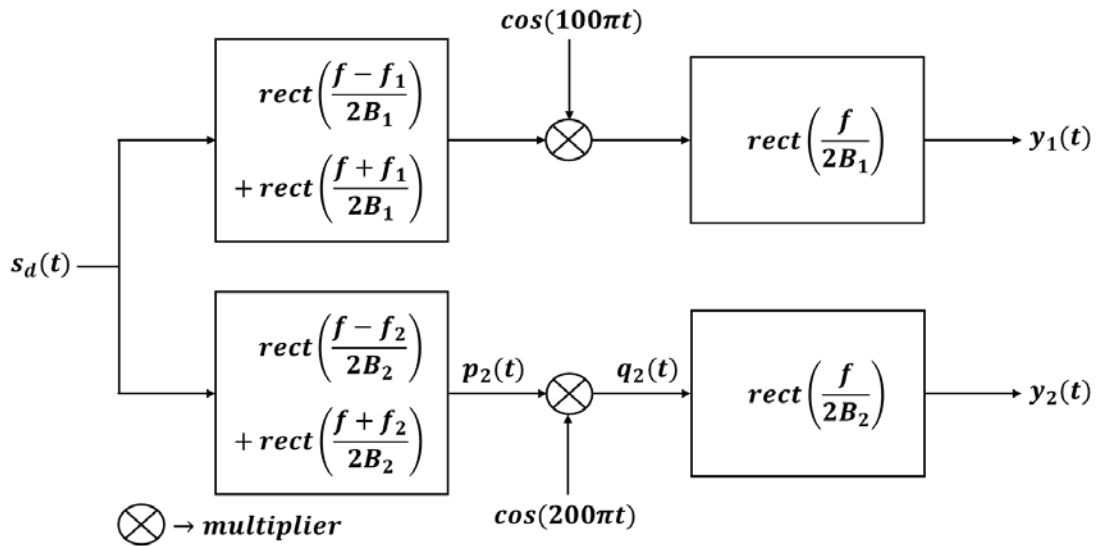 cos(100πt)
rect((f − f₁)/(2B₁))
+ rect((f + f₁)/(2B₁))
rect(f/(2B₁))
y₁(t)
s_d(t)
rect((f − f₂)/(2B₂))
+ rect((f + f₂)/(2B₂))
p₂(t)
q₂(t)
rect(f/(2B₂))
y₂(t)
cos(200πt)
⊗ → multiplier